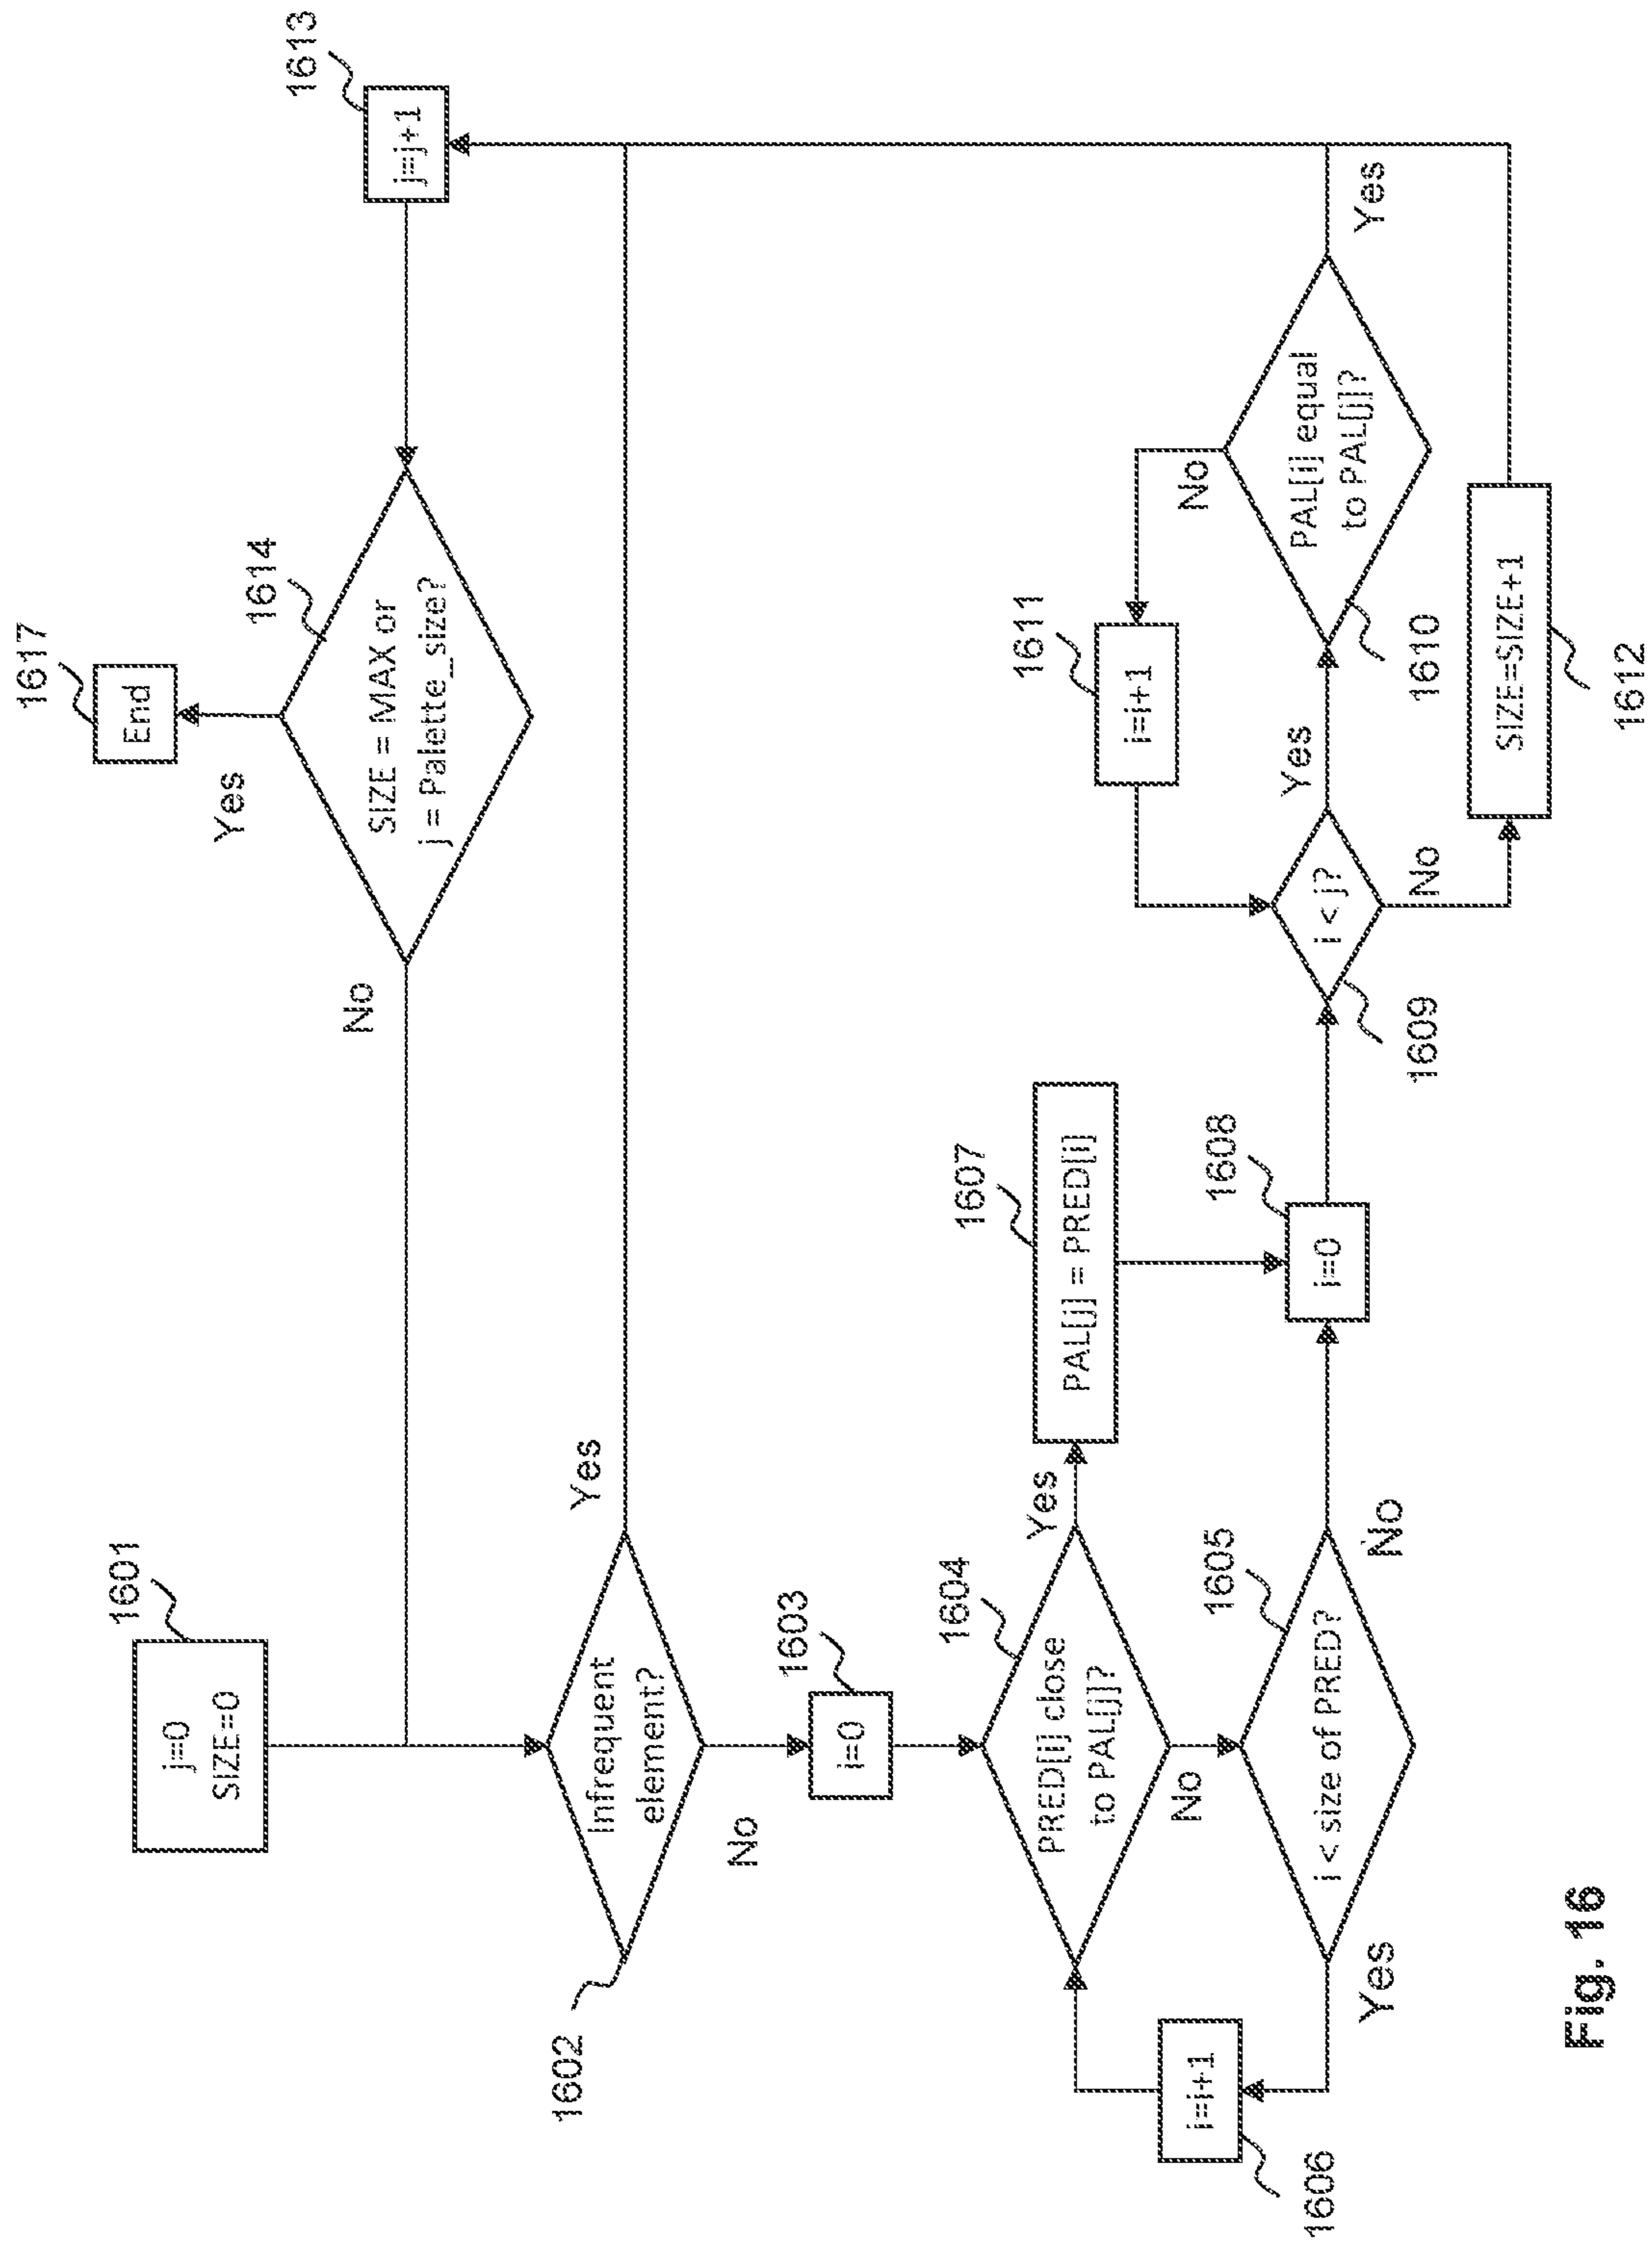 1601
j=0
SIZE=0
1602
Infrequent
element?
Yes
No
1603
i=0
1604
PRED[i] close
to PAL[j]?
Yes
No
1605
i < size of PRED?
Yes
No
1606
i=i+1
1607
PAL[j] = PRED[i]
1608
i=0
1609
i < j?
Yes
No
1610
PAL[i] equal
to PAL[j]?
No
Yes
1611
i=i+1
1612
SIZE=SIZE+1
1613
j=j+1
1614
SIZE = MAX or
j = Palette_size?
Yes
No
1617
End
Fig. 16